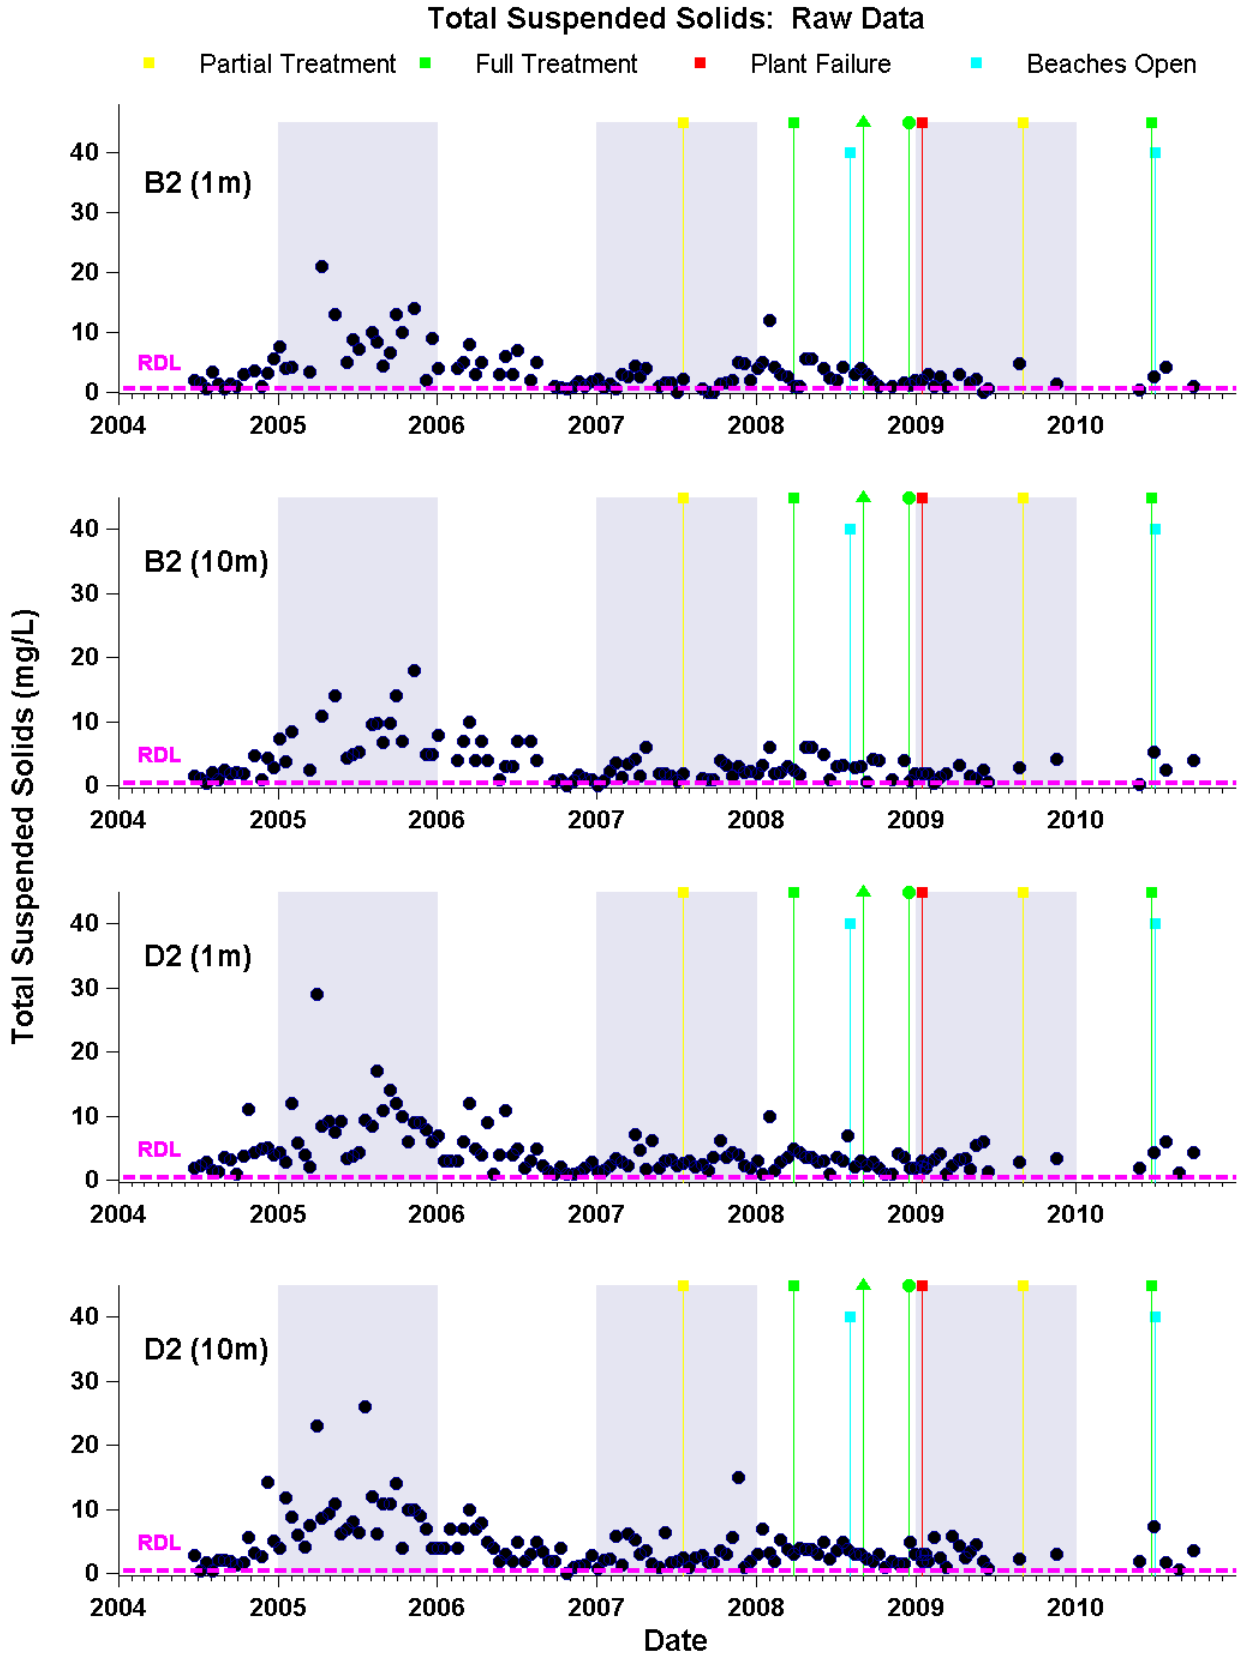 Total Suspended Solids: Raw Data
Partial Treatment Full Treatment Plant Failure Beaches Open
Total Suspended Solids (mg/L)
B2 (1m)
40
30
20
10
0
RDL
2004 2005 2006 2007 2008 2009 2010
B2 (10m)
40
30
20
10
0
RDL
2004 2005 2006 2007 2008 2009 2010
D2 (1m)
40
30
20
10
0
RDL
2004 2005 2006 2007 2008 2009 2010
D2 (10m)
40
30
20
10
0
RDL
2004 2005 2006 2007 2008 2009 2010
Date